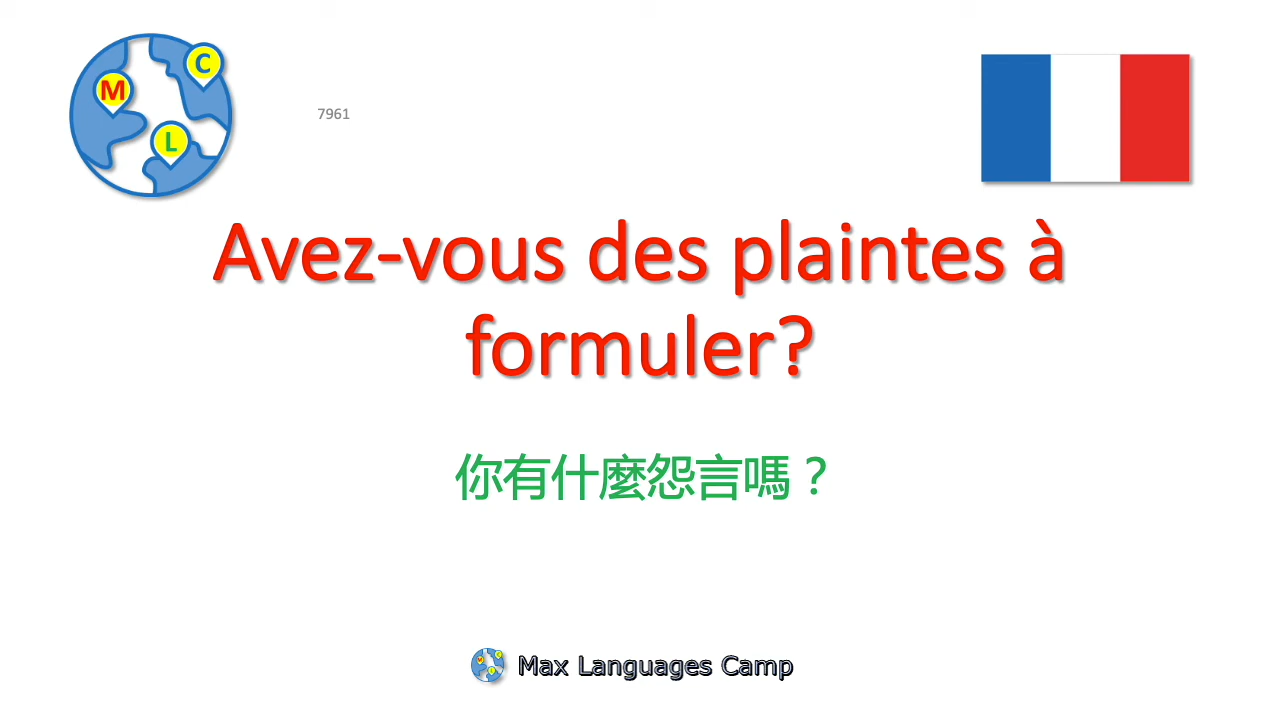 C
M
L
7961
Avez-vous des plaintes à
formuler?
你有什麼怨言嗎？
Max Languages Camp